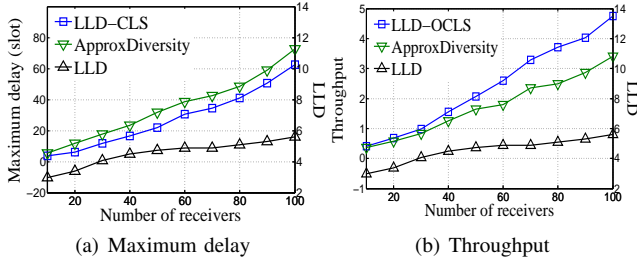 LLD-CLS
ApproxDiversity
LLD
Maximum delay (slot)
80
60
40
20
0
−20
14
12
10
8
6
4
2
LLD
20
40
60
80
100
Number of receivers
(a) Maximum delay
LLD-OCLS
ApproxDiversity
LLD
Throughput
5
4
3
2
1
0
−1
14
12
10
8
6
4
2
LLD
20
40
60
80
100
Number of receivers
(b) Throughput